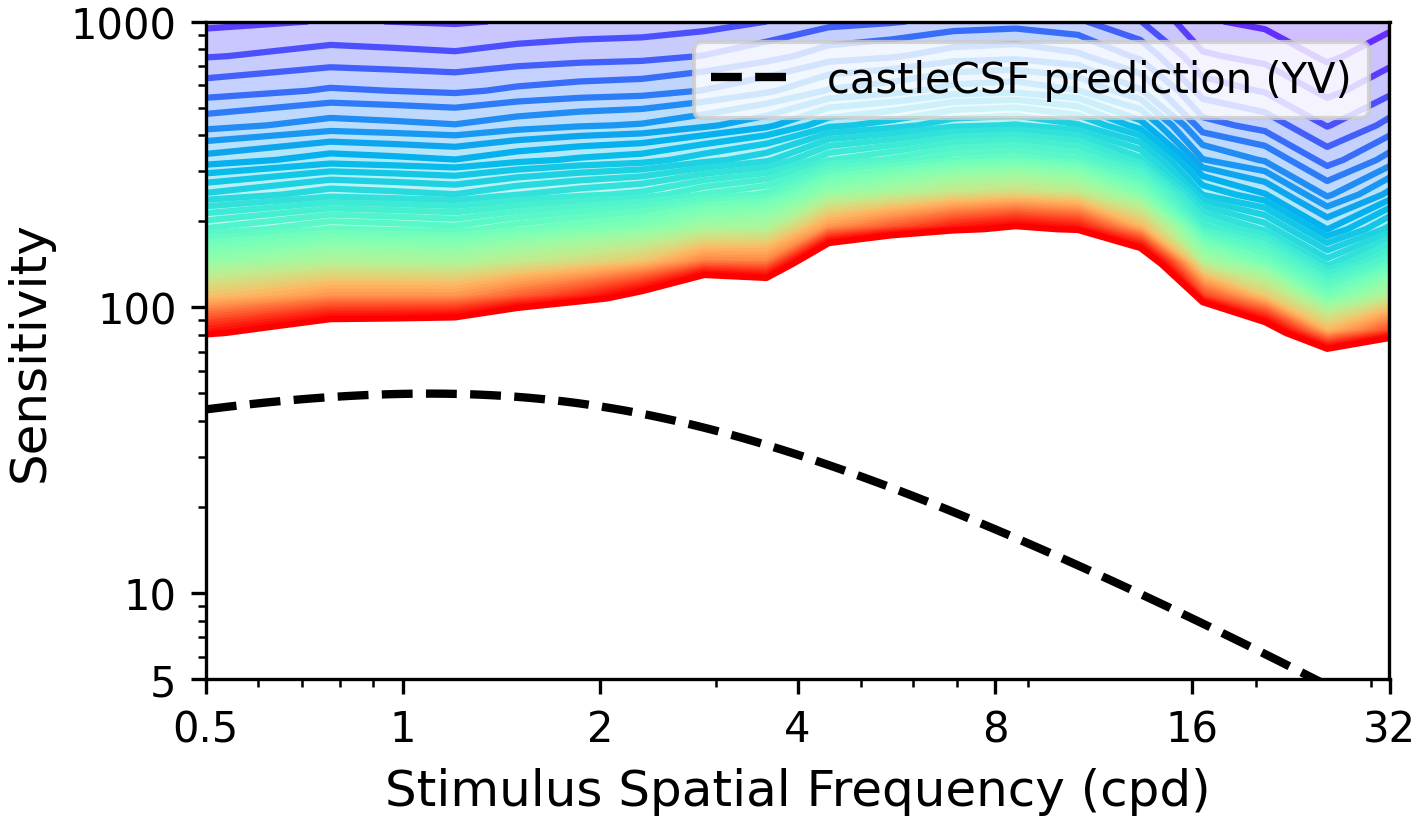 1000
100
10
5
Sensitivity
castleCSF prediction (YV)
0.5 1 2 4 8 16 32
Stimulus Spatial Frequency (cpd)